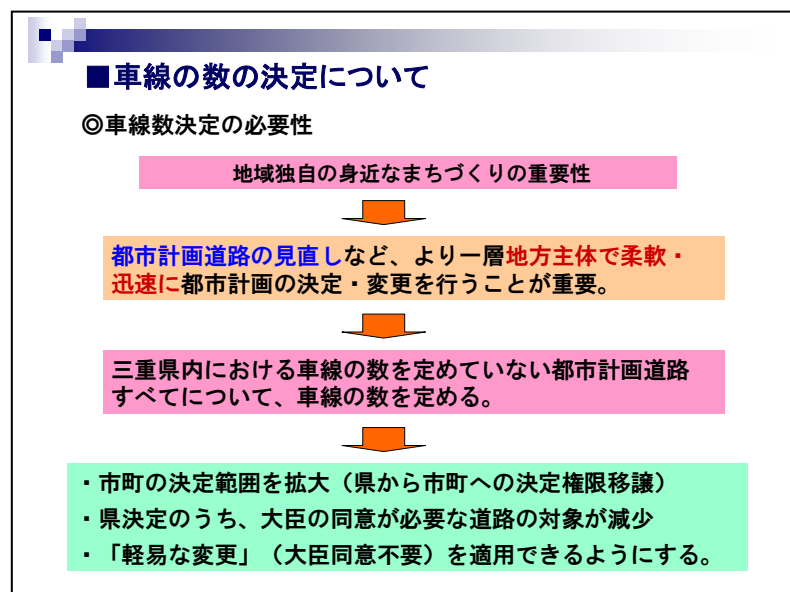 ■車線の数の決定について
◎車線数決定の必要性
地域独自の身近なまちづくりの重要性
都市計画道路の見直しなど、より一層地方主体で柔軟・
迅速に都市計画の決定・変更を行うことが重要。
三重県内における車線の数を定めていない都市計画道路
すべてについて、車線の数を定める。
・市町の決定範囲を拡大（県から市町への決定権限移譲）
・県決定のうち、大臣の同意が必要な道路の対象が減少
・「軽易な変更」（大臣同意不要）を適用できるようにする。